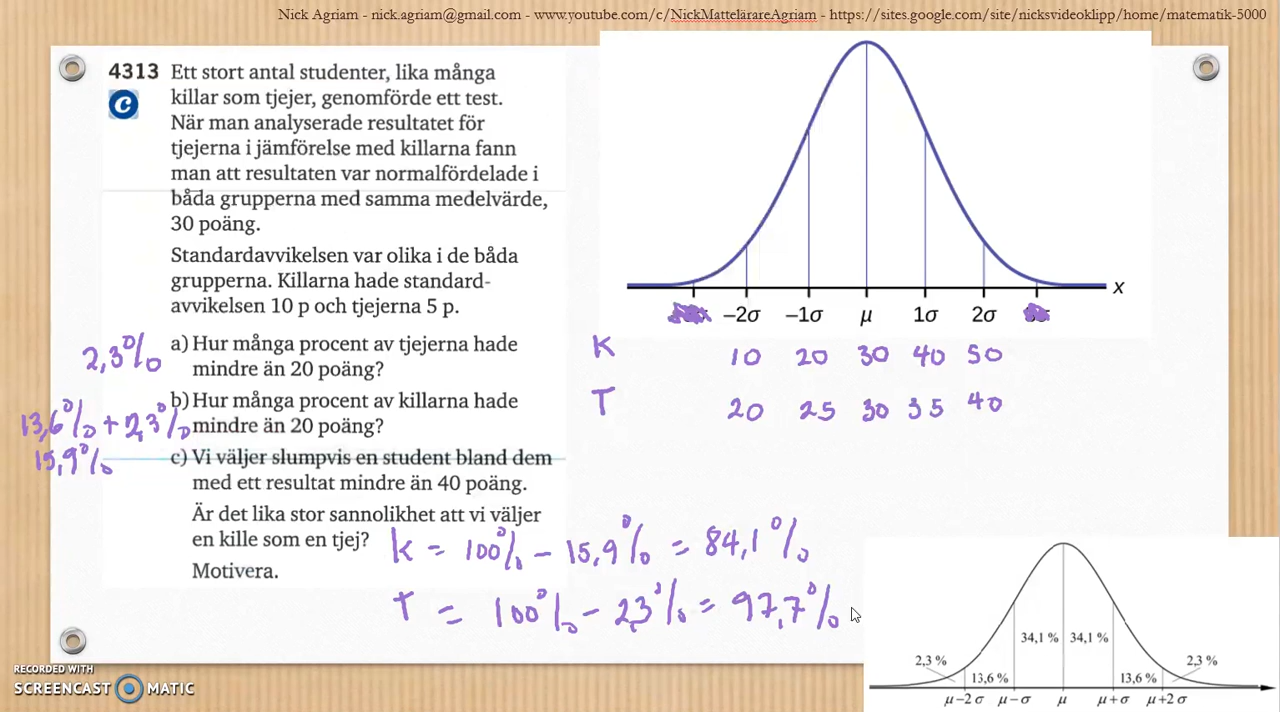 Nick Agriam - nick.agriam@gmail.com - www.youtube.com/c/NickMattelärareAgriam - https://sites.google.com/site/nicksvideoklipp/home/matematik-5000
4313 Ett stort antal studenter, lika många
killar som tjejer, genomförde ett test.
När man analyserade resultatet för
tjejerna i jämförelse med killarna fann
man att resultaten var normalfördelade i
båda grupperna med samma medelvärde,
30 poäng.
Standardavvikelsen var olika i de båda
grupperna. Killarna hade standard-
avvikelsen 10 p och tjejerna 5 p.
a) Hur många procent av tjejerna hade
mindre än 20 poäng?
2,3%
b) Hur många procent av killarna hade
mindre än 20 poäng?
13,6% + 2,3%
15,9%
c) Vi väljer slumpvis en student bland dem
med ett resultat mindre än 40 poäng.
Är det lika stor sannolikhet att vi väljer
en kille som en tjej?
Motivera.
K = 100% - 15,9% = 84,1%
T = 100% - 2,3% = 97,7%
C
−2σ −1σ μ 1σ 2σ x
K 10 20 30 40 50
T 20 25 30 35 40
34,1 % 34,1 %
2,3 % 2,3 %
13,6 % 13,6 %
μ−2 σ μ−σ μ μ+σ μ+2 σ
RECORDED WITH
SCREENCAST MATIC